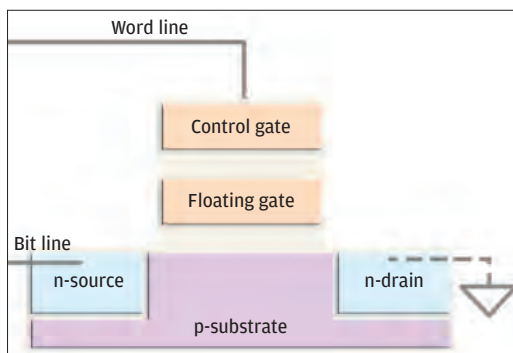 Word line
Control gate
Floating gate
Bit line
n-source
n-drain
p-substrate